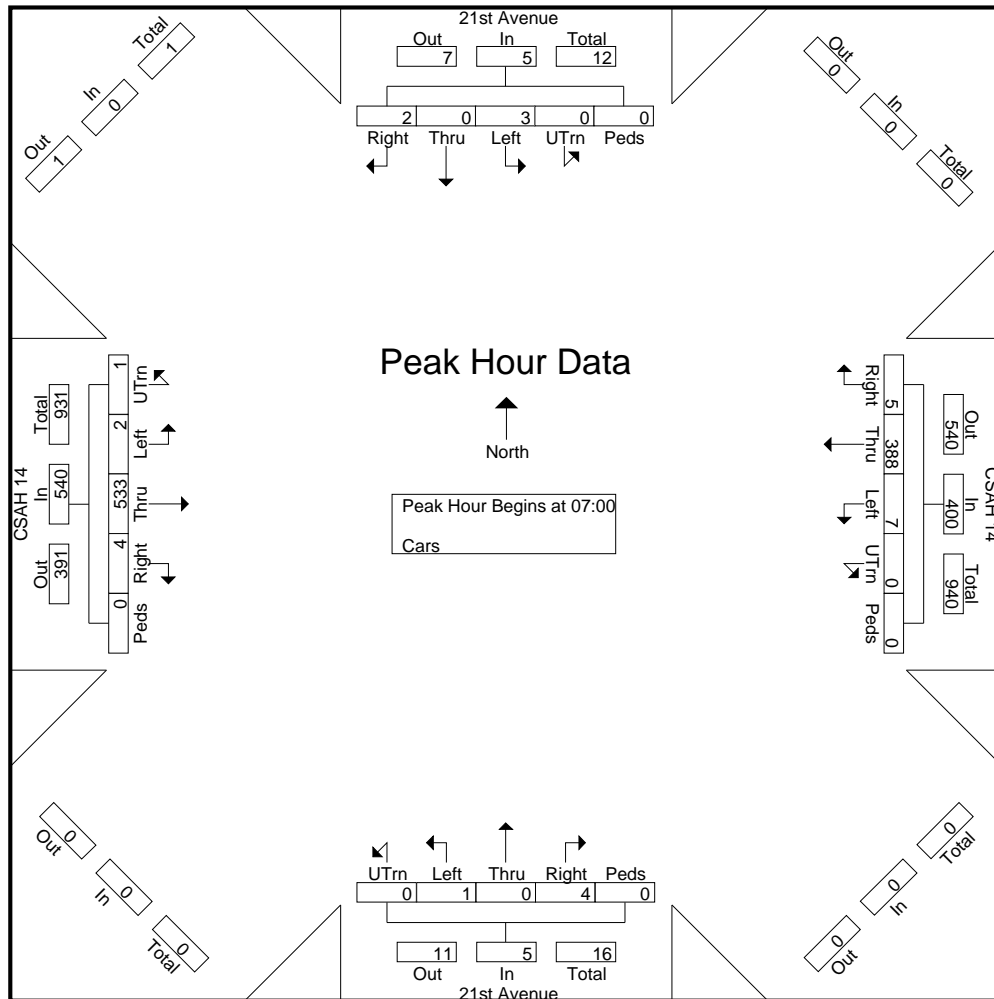 21st Avenue
Out In Total
7 5 12
2 0 3 0 0
Right Thru Left UTrn Peds
Total
1
In
0
Out
1
Out
0
In
0
Total
0
CSAH 14
Total In Out
931 540 391
1 2 533 4 0
UTrn Left Thru Right Peds
Peak Hour Data
North
Peak Hour Begins at 07:00
Cars
Right Thru Left UTrn Peds
5 388 7 0 0
Out In Total
540 400 940
CSAH 14
Out
0
In
0
Total
0
Total
0
In
0
Out
0
UTrn Left Thru Right Peds
0 1 0 4 0
11 5 16
Out In Total
21st Avenue